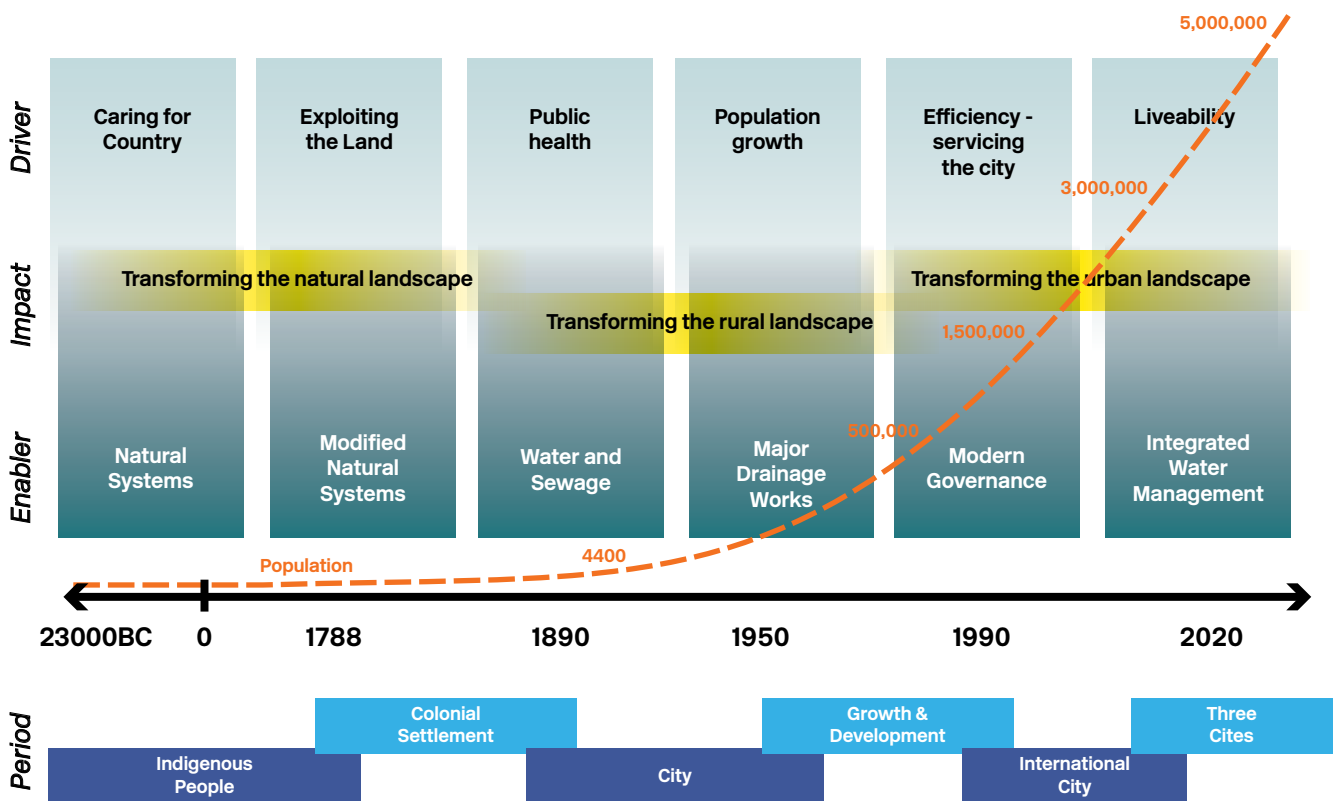 5,000,000
Driver
Caring for
Country
Exploiting
the Land
Public
health
Population
growth
Efficiency -
servicing
the city
Liveability
3,000,000
Impact
Transforming the natural landscape
Transforming the urban landscape
Transforming the rural landscape
1,500,000
500,000
Enabler
Natural
Systems
Modified
Natural
Systems
Water and
Sewage
Major
Drainage
Works
Modern
Governance
Integrated
Water
Management
Population
4400
23000BC
0
1788
1890
1950
1990
2020
Period
Colonial
Settlement
Growth &
Development
Three
Cites
Indigenous
People
City
International
City